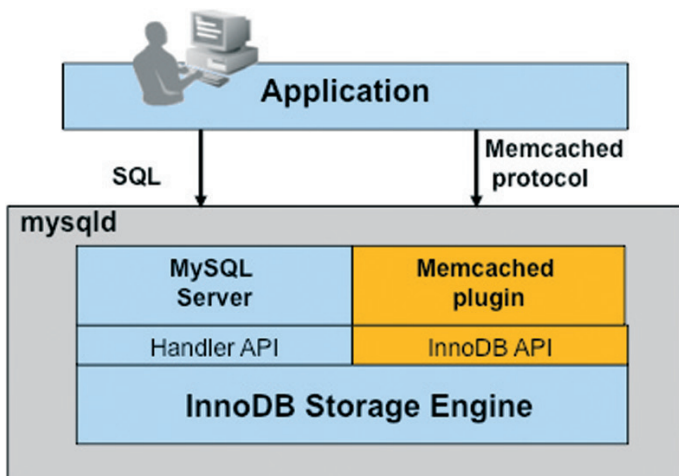 Application
SQL
Memcached
protocol
mysqld
MySQL
Server
Memcached
plugin
Handler API
InnoDB API
InnoDB Storage Engine